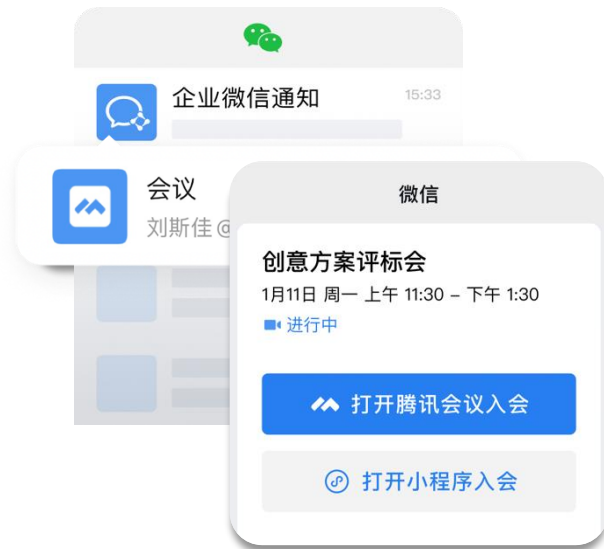 企业微信通知
15:33
会议
刘斯佳@
微信
创意方案评标会
1月11日 周一 上午 11:30 – 下午 1:30
进行中
打开腾讯会议入会
打开小程序入会